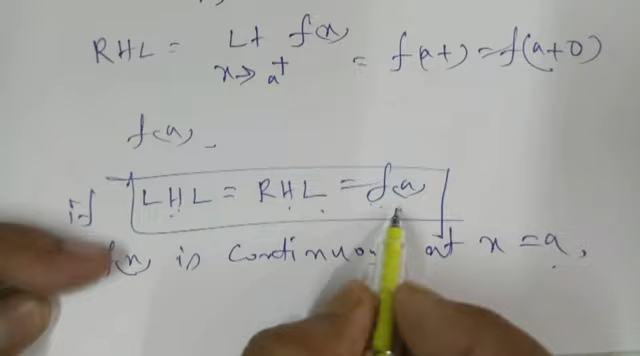 RHL = Lt f(x) = f(a+) = f(a+0)
x→a⁺
f(a)
if LHL = RHL = f(a)
f(x) is continuous at x = a,